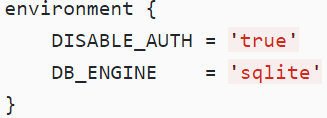 environment {
    DISABLE_AUTH = 'true'
    DB_ENGINE    = 'sqlite'
}